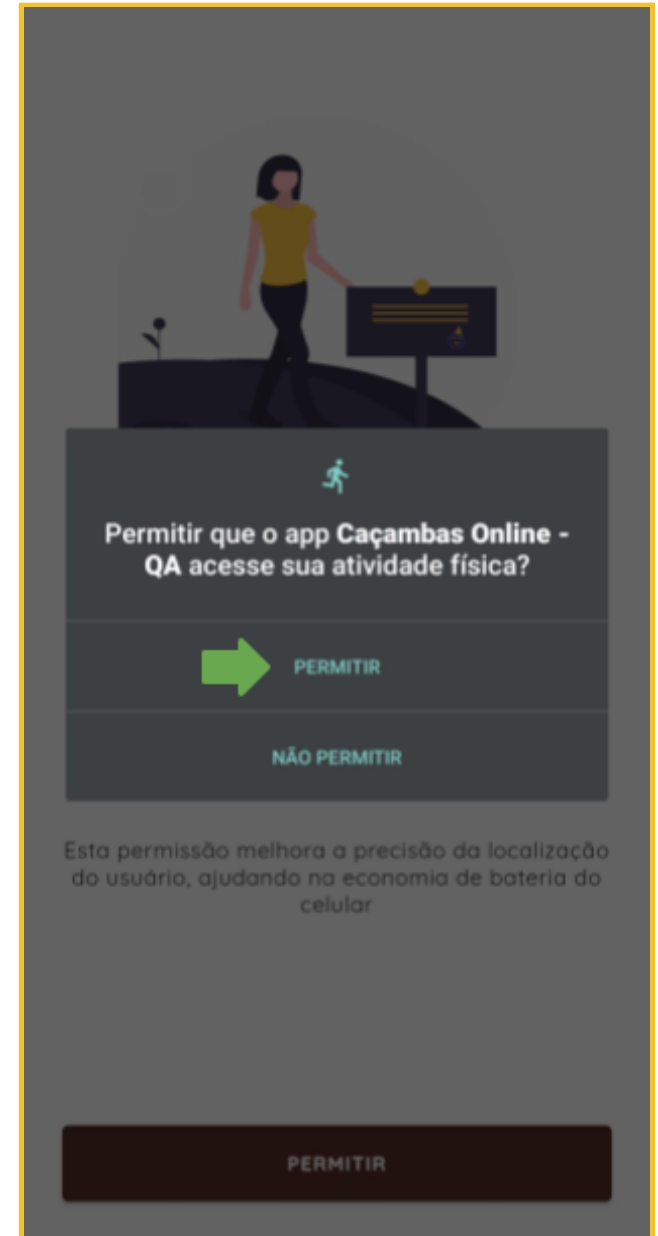 Permitir que o app Caçambas Online -
QA acesse sua atividade física?
PERMITIR
NÃO PERMITIR
Esta permissão melhora a precisão da localização
do usuário, ajudando na economia de bateria do
celular
PERMITIR